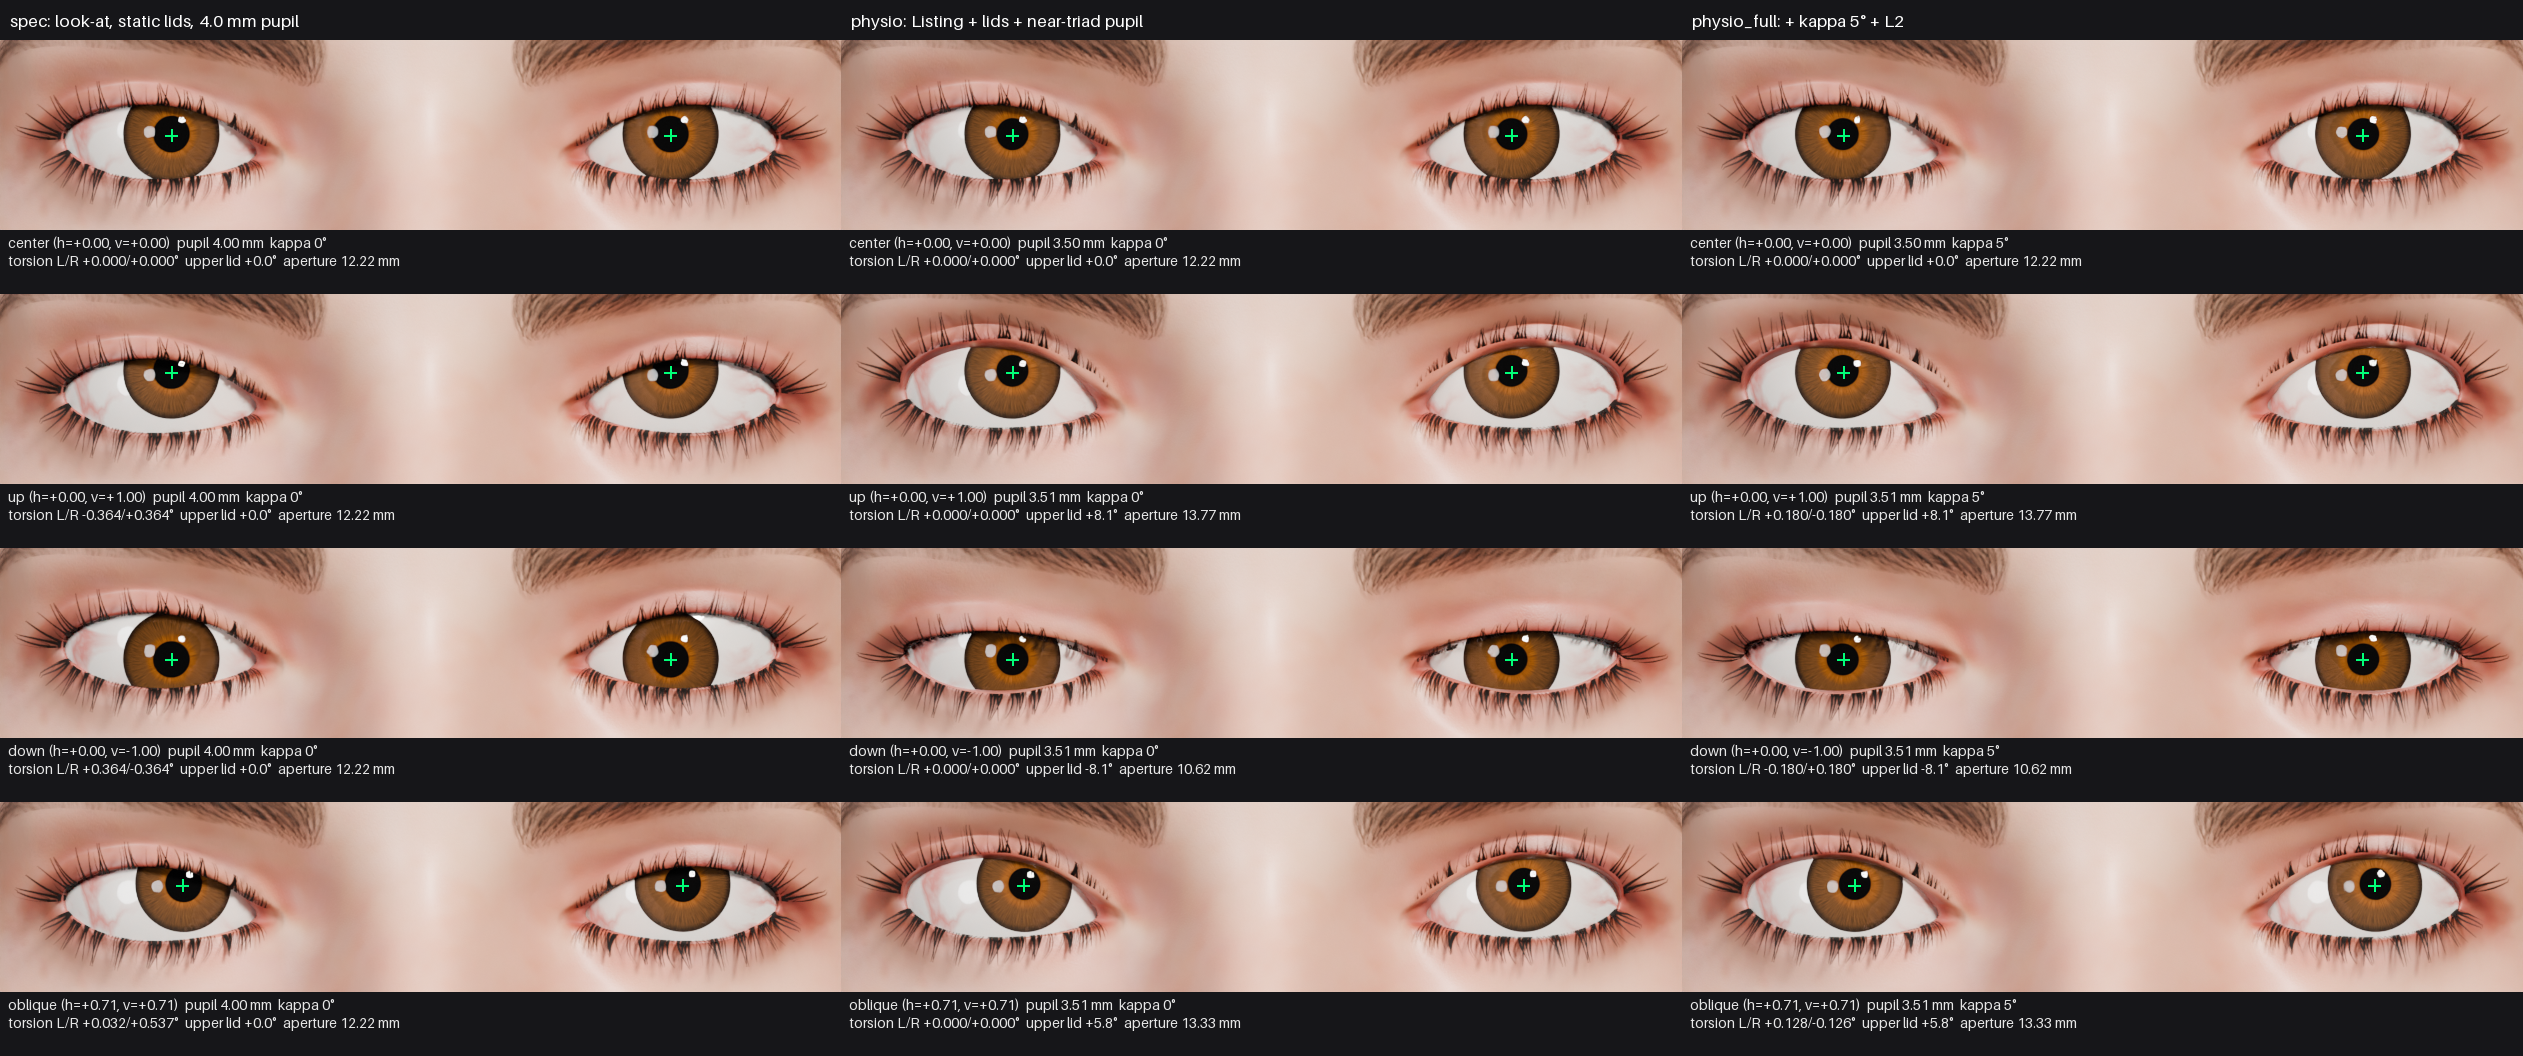 spec: look-at, static lids, 4.0 mm pupil
physio: Listing + lids + near-triad pupil
physio_full: + kappa 5° + L2
center (h=+0.00, v=+0.00)  pupil 4.00 mm  kappa 0°
torsion L/R +0.000/+0.000°  upper lid +0.0°  aperture 12.22 mm
center (h=+0.00, v=+0.00)  pupil 3.50 mm  kappa 0°
torsion L/R +0.000/+0.000°  upper lid +0.0°  aperture 12.22 mm
center (h=+0.00, v=+0.00)  pupil 3.50 mm  kappa 5°
torsion L/R +0.000/+0.000°  upper lid +0.0°  aperture 12.22 mm
up (h=+0.00, v=+1.00)  pupil 4.00 mm  kappa 0°
torsion L/R -0.364/+0.364°  upper lid +0.0°  aperture 12.22 mm
up (h=+0.00, v=+1.00)  pupil 3.51 mm  kappa 0°
torsion L/R +0.000/+0.000°  upper lid +8.1°  aperture 13.77 mm
up (h=+0.00, v=+1.00)  pupil 3.51 mm  kappa 5°
torsion L/R +0.180/-0.180°  upper lid +8.1°  aperture 13.77 mm
down (h=+0.00, v=-1.00)  pupil 4.00 mm  kappa 0°
torsion L/R +0.364/-0.364°  upper lid +0.0°  aperture 12.22 mm
down (h=+0.00, v=-1.00)  pupil 3.51 mm  kappa 0°
torsion L/R +0.000/+0.000°  upper lid -8.1°  aperture 10.62 mm
down (h=+0.00, v=-1.00)  pupil 3.51 mm  kappa 5°
torsion L/R -0.180/+0.180°  upper lid -8.1°  aperture 10.62 mm
oblique (h=+0.71, v=+0.71)  pupil 4.00 mm  kappa 0°
torsion L/R +0.032/+0.537°  upper lid +0.0°  aperture 12.22 mm
oblique (h=+0.71, v=+0.71)  pupil 3.51 mm  kappa 0°
torsion L/R +0.000/+0.000°  upper lid +5.8°  aperture 13.33 mm
oblique (h=+0.71, v=+0.71)  pupil 3.51 mm  kappa 5°
torsion L/R +0.128/-0.126°  upper lid +5.8°  aperture 13.33 mm